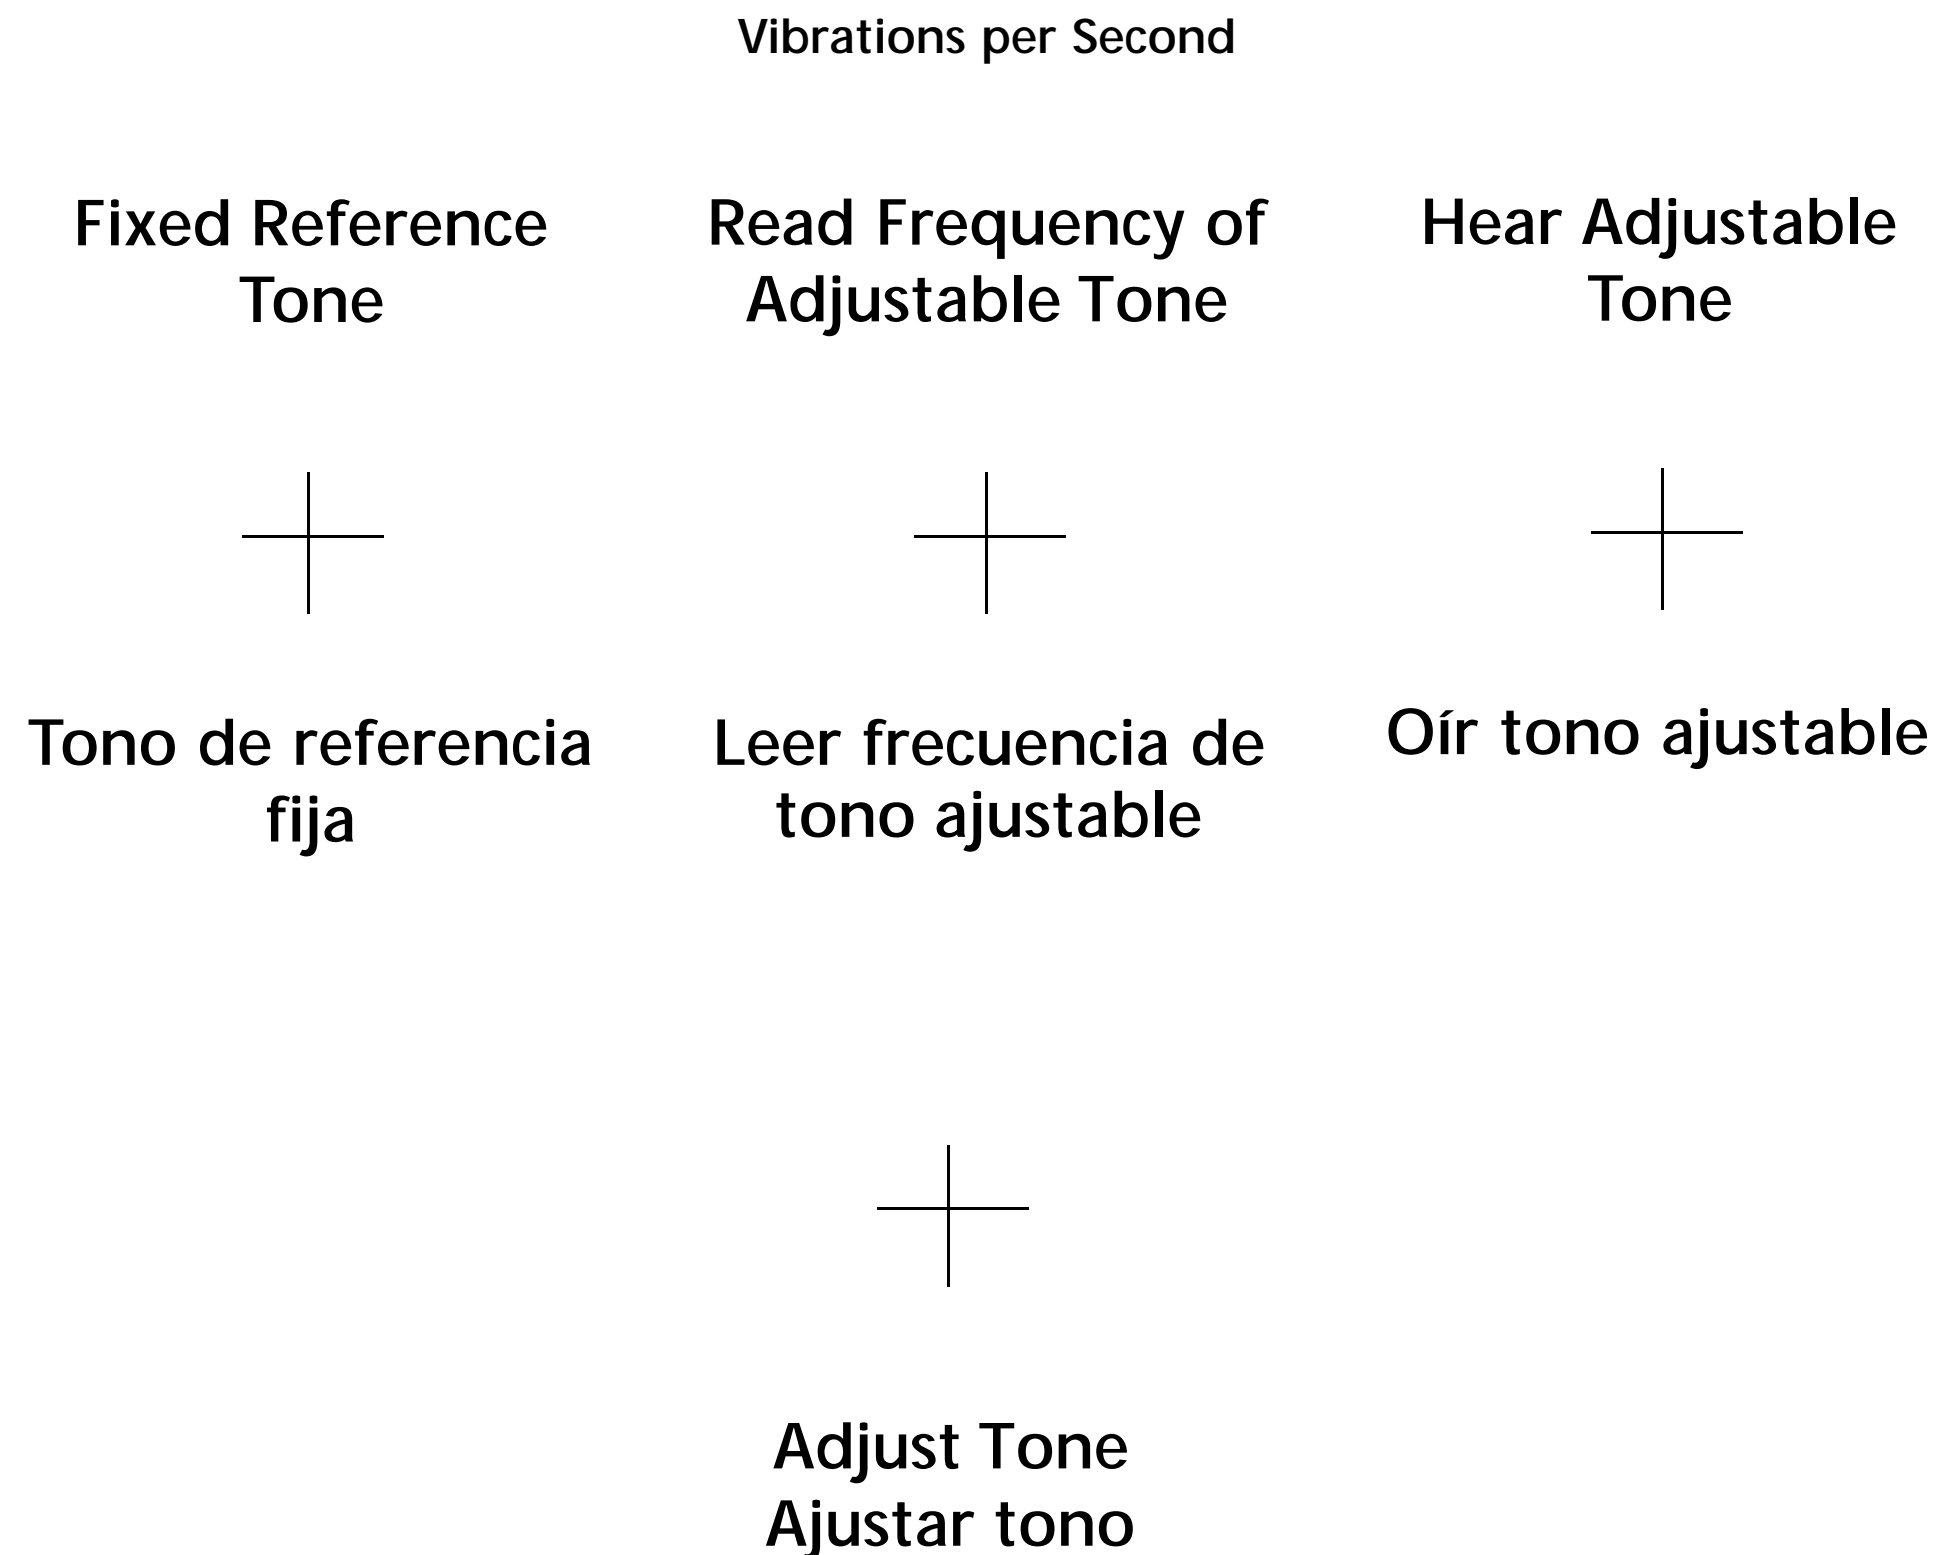 Vibrations per Second
Fixed Reference
Tone
Read Frequency of
Adjustable Tone
Hear Adjustable
Tone
Tono de referencia
fija
Leer frecuencia de
tono ajustable
Oír tono ajustable
Adjust Tone
Ajustar tono